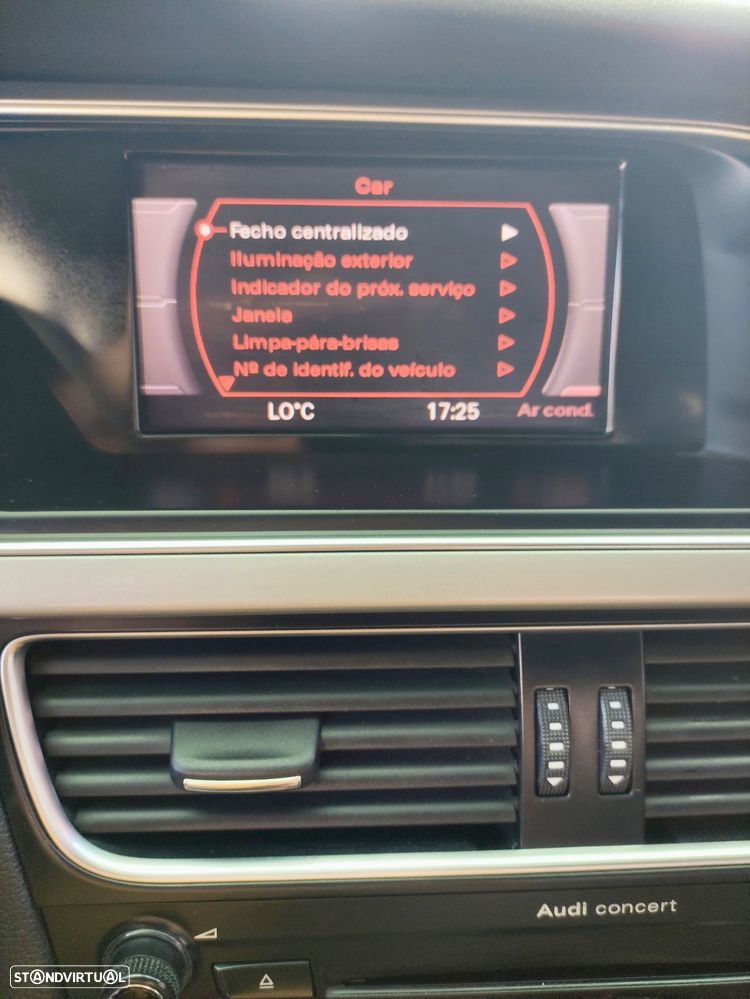 Car
Fecho centralizado
Iluminação exterior
Indicador do próx. serviço
Janela
Limpa-pára-brisas
Nº de identif. do veículo
LO°C 17:25 Ar cond.
Audi concert
STANDVIRTUAL